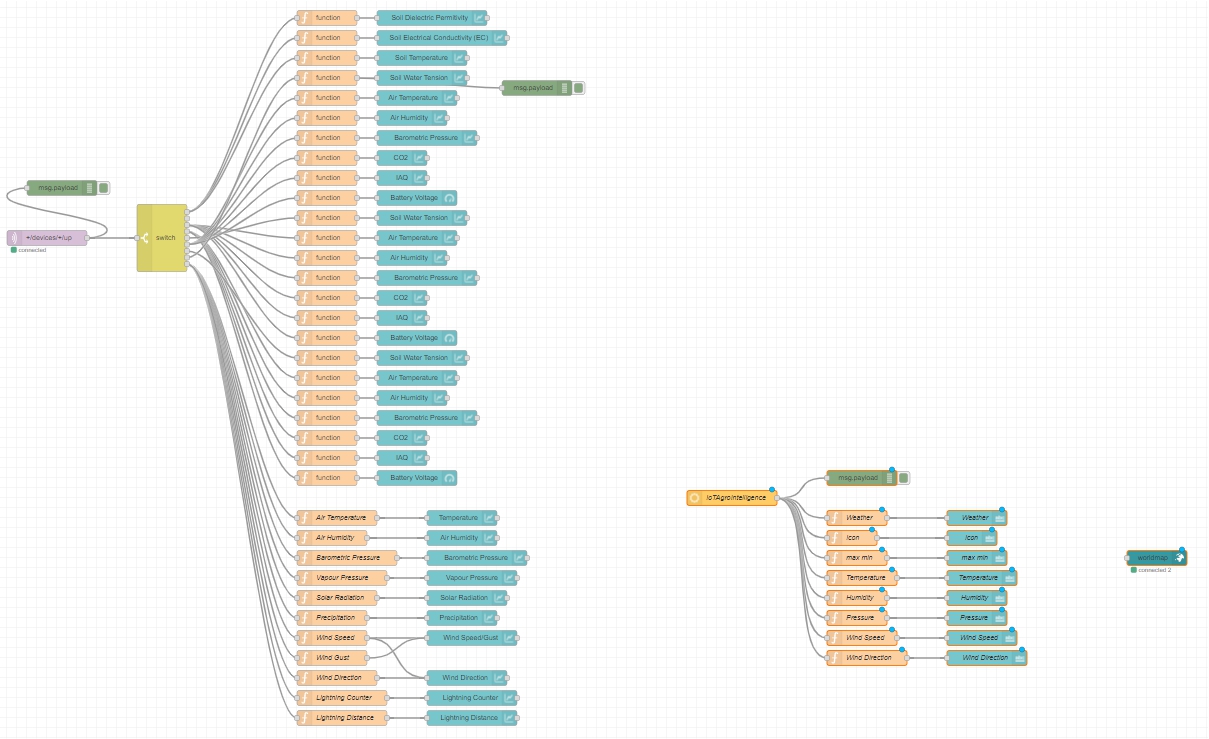 function Soil Dielectric Permitivity
function Soil Electrical Conductivity (EC)
function Soil Temperature
function Soil Water Tension
msg.payload
function Air Temperature
function Air Humidity
function Barometric Pressure
function CO2
function IAQ
msg.payload
function Battery Voltage
function Soil Water Tension
+/devices/+/up
connected
switch
function Air Temperature
function Air Humidity
function Barometric Pressure
function CO2
function IAQ
function Battery Voltage
function Soil Water Tension
function Air Temperature
function Air Humidity
function Barometric Pressure
function CO2
function IAQ
function Battery Voltage
Air Temperature Temperature
Air Humidity Air Humidity
Barometric Pressure Barometric Pressure
Vapour Pressure Vapour Pressure
Solar Radiation Solar Radiation
Precipitation Precipitation
Wind Speed Wind Speed/Gust
Wind Gust
Wind Direction Wind Direction
Lightning Counter Lightning Counter
Lightning Distance Lightning Distance
IoTAgroIntelligence
msg.payload
Weather Weather
Icon Icon
max min max min
Temperature Temperature
Humidity Humidity
Pressure Pressure
Wind Speed Wind Speed
Wind Direction Wind Direction
worldmap
connected 2